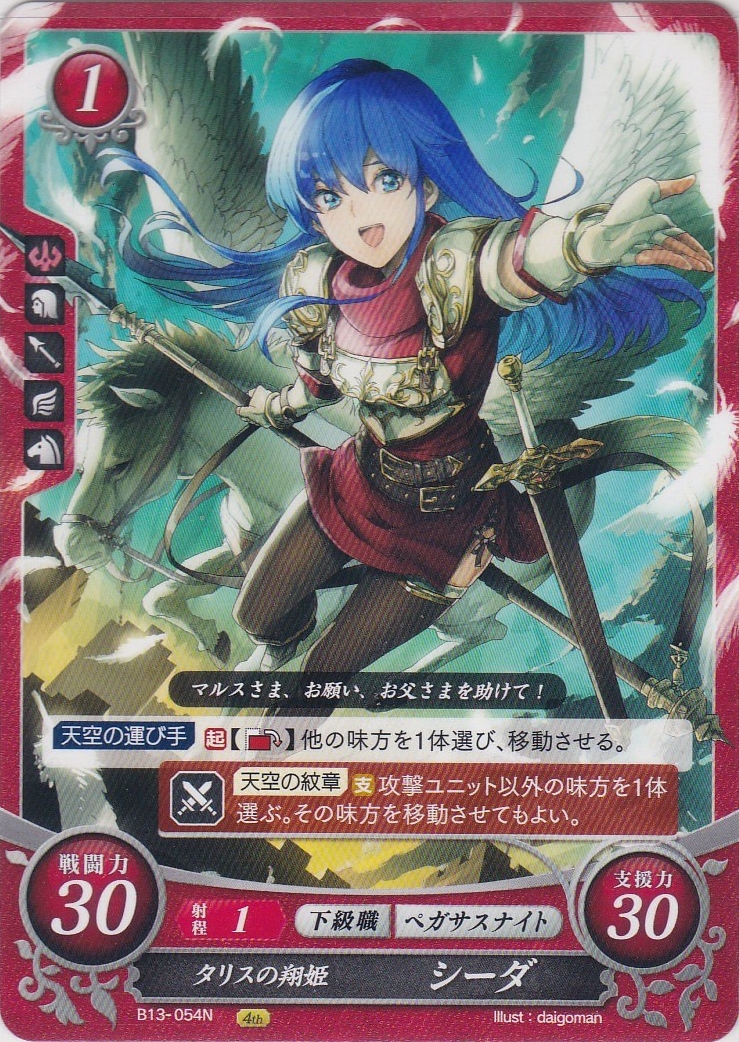 1
マルスさま、お願い、お父さまを助けて！
天空の運び手 起【】他の味方を1体選び、移動させる。
天空の紋章 支 攻撃ユニット以外の味方を1体
選ぶ。その味方を移動させてもよい。
戦闘力
30
射程 1
下級職 ペガサスナイト
支援力
30
タリスの翔姫 シーダ
B13-054N 4th Illust：daigoman